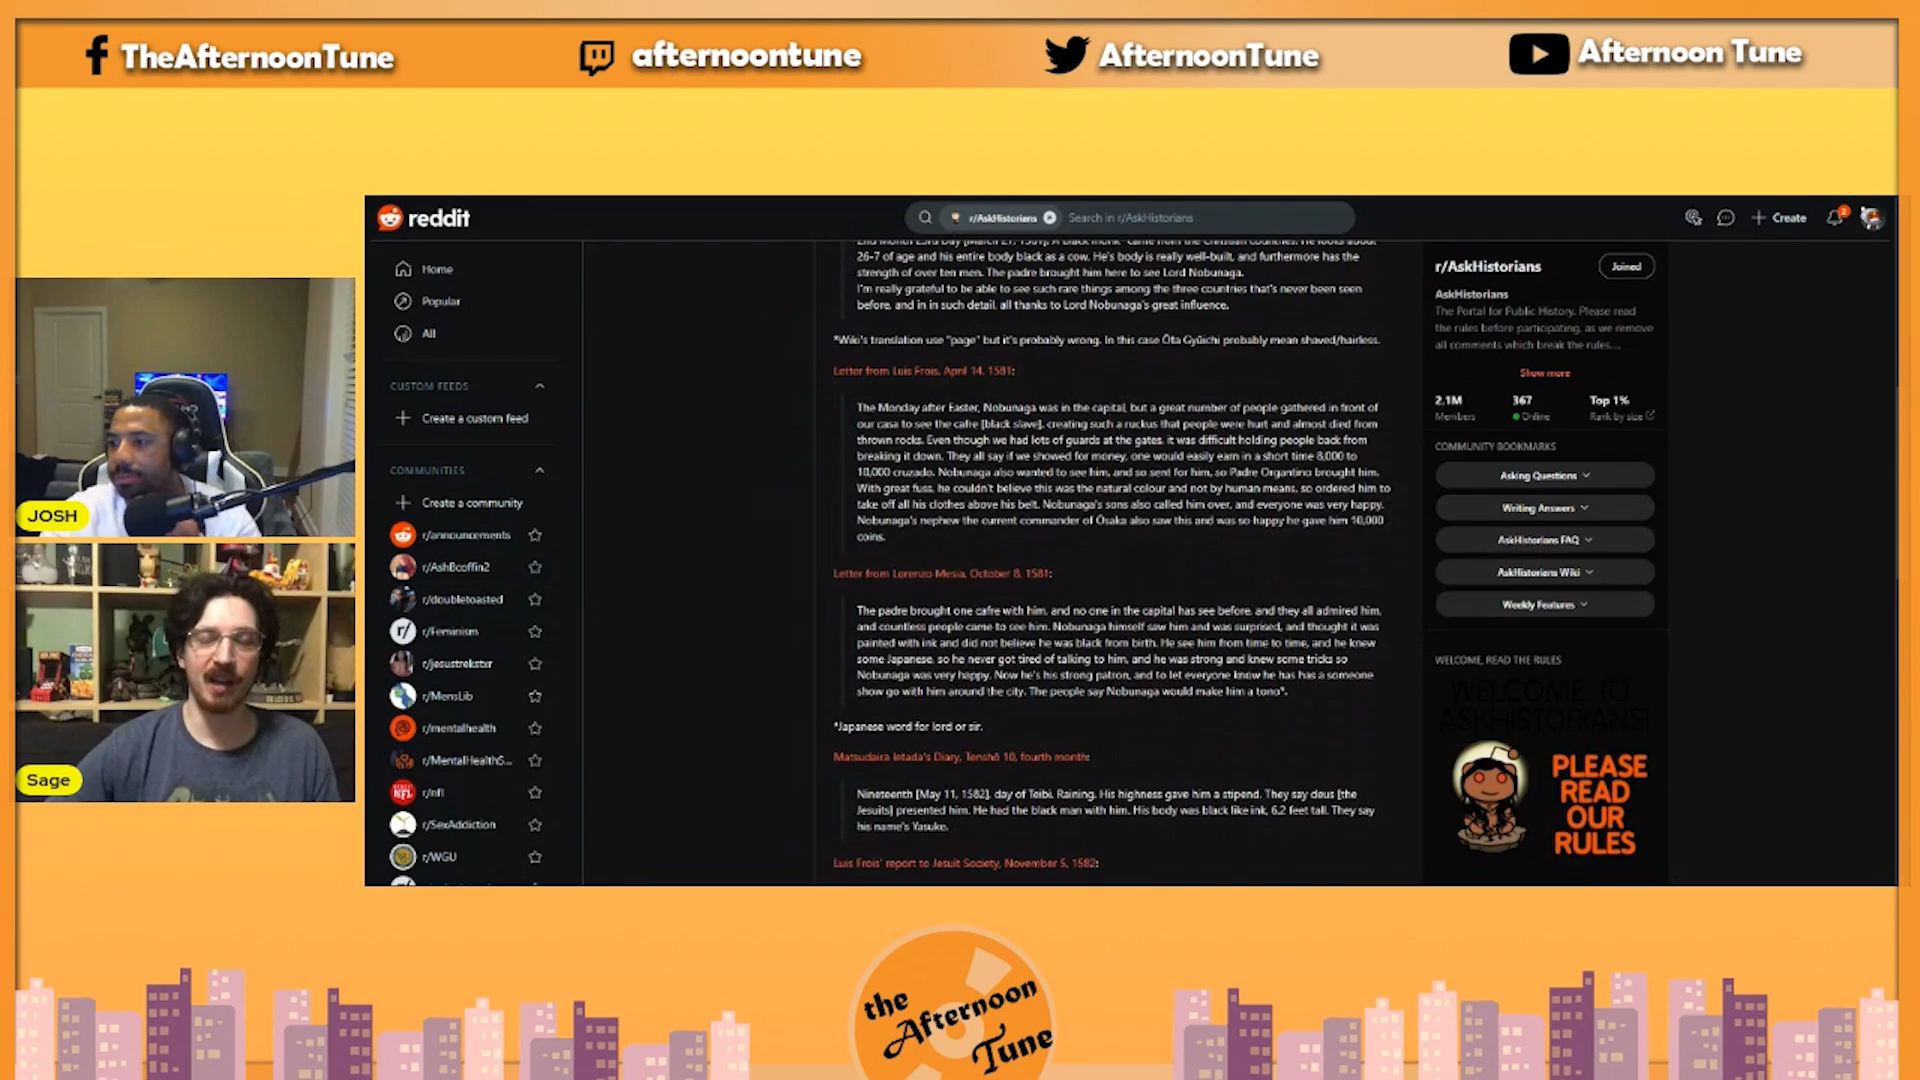 TheAfternoonTune
afternoontune
AfternoonTune
Afternoon Tune
reddit
r/AskHistorians
Search in r/AskHistorians
Create
2
Home
Popular
All
CUSTOM FEEDS
Create a custom feed
COMMUNITIES
Create a community
r/announcements
r/AshBcoffin2
r/doubletoasted
r/Feminism
r/jesustrekstxr
r/MensLib
r/mentalhealth
r/MentalHealthS...
r/nfl
r/SexAddiction
r/WGU
26-7 of age and his entire body black as a cow. He's body is really well-built, and furthermore has the
strength of over ten men. The padre brought him here to see Lord Nobunaga.
I'm really grateful to be able to see such rare things among the three countries that's never been seen
before, and in in such detail, all thanks to Lord Nobunaga's great influence.
*Wiki's translation use "page" but it's probably wrong. In this case Ōta Gyūichi probably mean shaved/hairless.
Letter from Luis Frois, April 14, 1581:
The Monday after Easter, Nobunaga was in the capital, but a great number of people gathered in front of
our casa to see the cafre [black slave], creating such a ruckus that people were hurt and almost died from
thrown rocks. Even though we had lots of guards at the gates, it was difficult holding people back from
breaking it down. They all say if we showed for money, one would easily earn in a short time 8,000 to
10,000 cruzado. Nobunaga also wanted to see him, and so sent for him, so Padre Organtino brought him.
With great fuss, he couldn't believe this was the natural colour and not by human means, so ordered him to
take off all his clothes above his belt. Nobunaga's sons also called him over, and everyone was very happy.
Nobunaga's nephew the current commander of Ōsaka also saw this and was so happy he gave him 10,000
coins.
Letter from Lorenzo Mesia, October 8, 1581:
The padre brought one cafre with him, and no one in the capital has see before, and they all admired him,
and countless people came to see him. Nobunaga himself saw him and was surprised, and thought it was
painted with ink and did not believe he was black from birth. He see him from time to time, and he knew
some Japanese, so he never got tired of talking to him, and he was strong and knew some tricks so
Nobunaga was very happy. Now he's his strong patron, and to let everyone know he has has a someone
show go with him around the city. The people say Nobunaga would make him a tono*.
*Japanese word for lord or sir.
Matsudaira Ietada's Diary, Tenshō 10, fourth month:
Nineteenth [May 11, 1582], day of Teibi. Raining. His highness gave him a stipend. They say deus [the
Jesuits] presented him. He had the black man with him. His body was black like ink, 6.2 feet tall. They say
his name's Yasuke.
Luis Frois' report to Jesuit Society, November 5, 1582:
r/AskHistorians
Joined
AskHistorians
The Portal for Public History. Please read
the rules before participating, as we remove
all comments which break the rules...
Show more
2.1M
367
Top 1%
Members
Online
Rank by size
COMMUNITY BOOKMARKS
Asking Questions
Writing Answers
AskHistorians FAQ
AskHistorians Wiki
Weekly Features
WELCOME, READ THE RULES
WELCOME TO
ASKHISTORIANS!
PLEASE
READ
OUR
RULES
JOSH
Sage
the
Afternoon
Tune